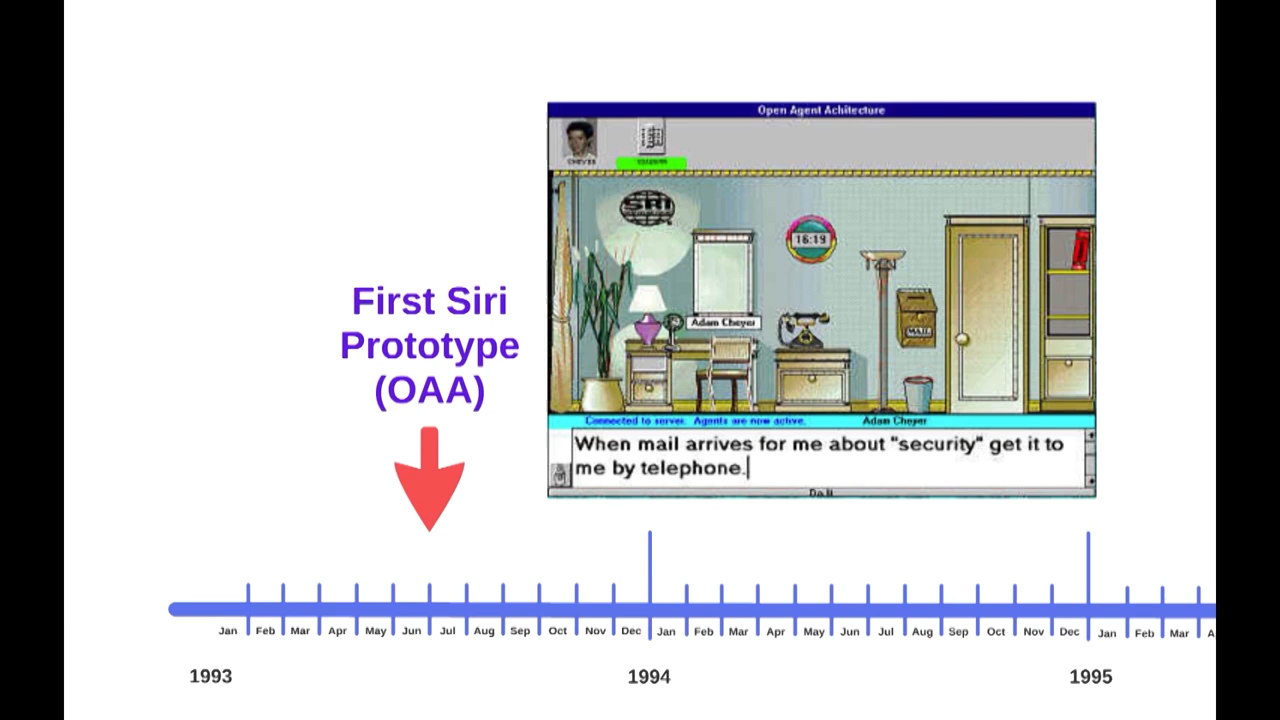 Open Agent Achitecture
CHEYER
SRI
16:19
Adam Cheyer
MAIL
First Siri
Prototype
(OAA)
Connected to server. Agents are now active. Adam Cheyer
When mail arrives for me about "security" get it to
me by telephone.
Do It
Jan Feb Mar Apr May Jun Jul Aug Sep Oct Nov Dec Jan Feb Mar Apr May Jun Jul Aug Sep Oct Nov Dec Jan Feb Mar A
1993 1994 1995